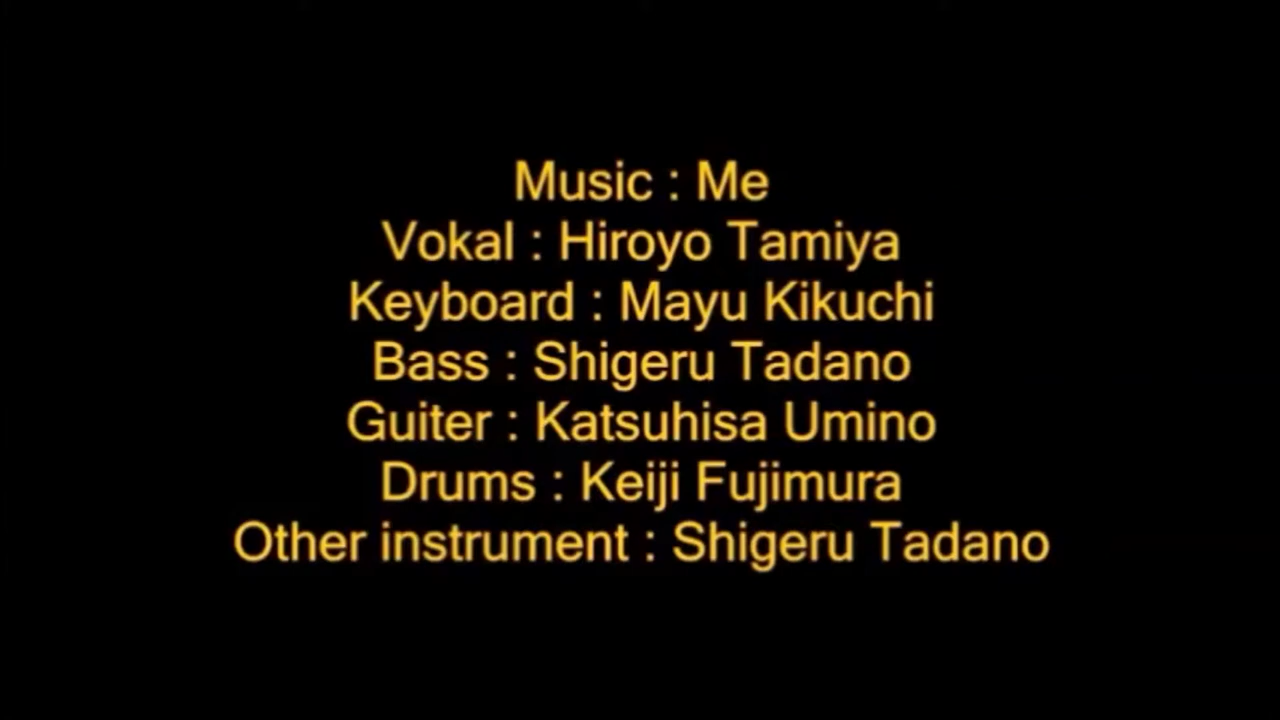 Music : Me
Vokal : Hiroyo Tamiya
Keyboard : Mayu Kikuchi
Bass : Shigeru Tadano
Guiter : Katsuhisa Umino
Drums : Keiji Fujimura
Other instrument : Shigeru Tadano